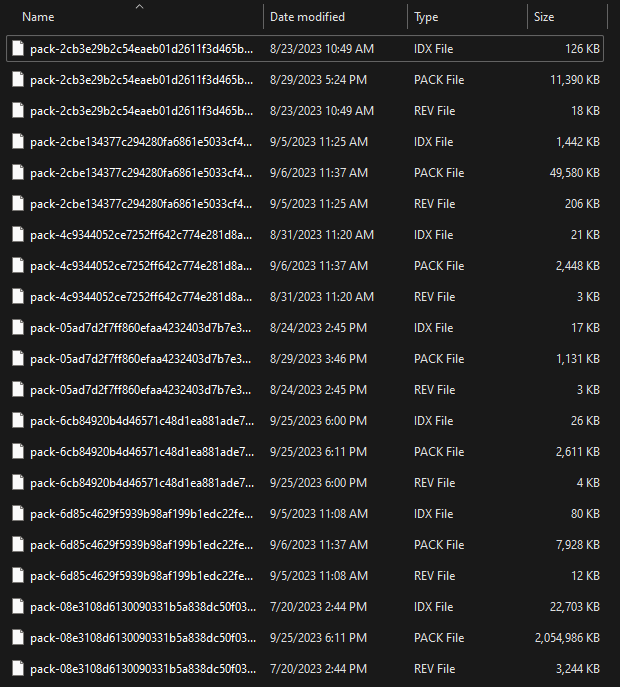 Name Date modified Type Size
pack-2cb3e29b2c54eaeb01d2611f3d465b... 8/23/2023 10:49 AM IDX File 126 KB
pack-2cb3e29b2c54eaeb01d2611f3d465b... 8/29/2023 5:24 PM PACK File 11,390 KB
pack-2cb3e29b2c54eaeb01d2611f3d465b... 8/23/2023 10:49 AM REV File 18 KB
pack-2cbe134377c294280fa6861e5033cf4... 9/5/2023 11:25 AM IDX File 1,442 KB
pack-2cbe134377c294280fa6861e5033cf4... 9/6/2023 11:37 AM PACK File 49,580 KB
pack-2cbe134377c294280fa6861e5033cf4... 9/5/2023 11:25 AM REV File 206 KB
pack-4c9344052ce7252ff642c774e281d8a... 8/31/2023 11:20 AM IDX File 21 KB
pack-4c9344052ce7252ff642c774e281d8a... 9/6/2023 11:37 AM PACK File 2,448 KB
pack-4c9344052ce7252ff642c774e281d8a... 8/31/2023 11:20 AM REV File 3 KB
pack-05ad7d2f7ff860efaa4232403d7b7e3... 8/24/2023 2:45 PM IDX File 17 KB
pack-05ad7d2f7ff860efaa4232403d7b7e3... 8/29/2023 3:46 PM PACK File 1,131 KB
pack-05ad7d2f7ff860efaa4232403d7b7e3... 8/24/2023 2:45 PM REV File 3 KB
pack-6cb84920b4d46571c48d1ea881ade7... 9/25/2023 6:00 PM IDX File 26 KB
pack-6cb84920b4d46571c48d1ea881ade7... 9/25/2023 6:11 PM PACK File 2,611 KB
pack-6cb84920b4d46571c48d1ea881ade7... 9/25/2023 6:00 PM REV File 4 KB
pack-6d85c4629f5939b98af199b1edc22fe... 9/5/2023 11:08 AM IDX File 80 KB
pack-6d85c4629f5939b98af199b1edc22fe... 9/6/2023 11:37 AM PACK File 7,928 KB
pack-6d85c4629f5939b98af199b1edc22fe... 9/5/2023 11:08 AM REV File 12 KB
pack-08e3108d6130090331b5a838dc50f03... 7/20/2023 2:44 PM IDX File 22,703 KB
pack-08e3108d6130090331b5a838dc50f03... 9/25/2023 6:11 PM PACK File 2,054,986 KB
pack-08e3108d6130090331b5a838dc50f03... 7/20/2023 2:44 PM REV File 3,244 KB